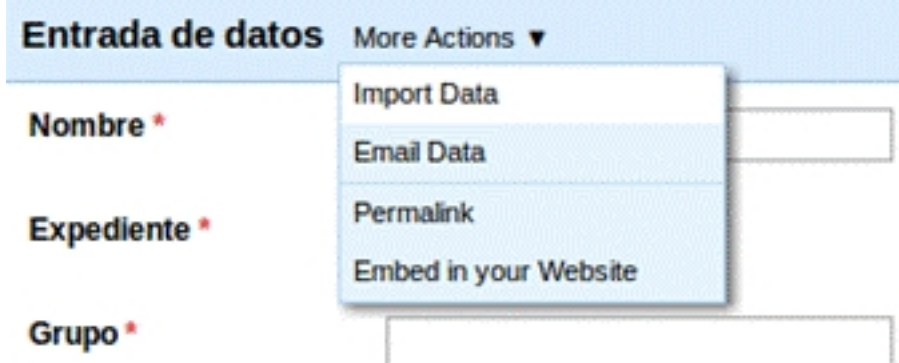 Entrada de datos More Actions ▼
Import Data
Nombre *
Email Data
Permalink
Expediente *
Embed in your Website
Grupo *